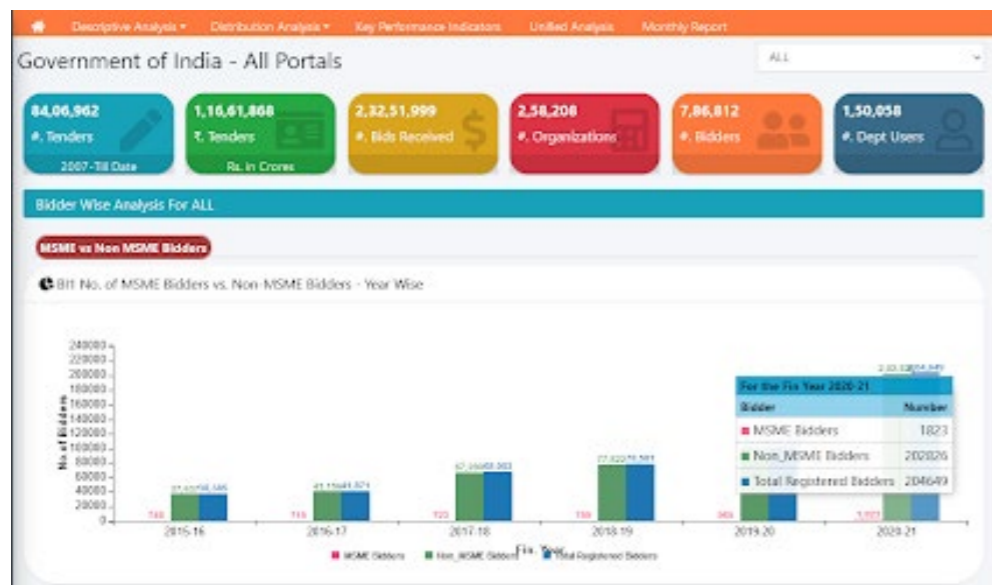 Descriptive Analysis Distribution Analysis Key Performance Indicators Unified Analysis Monthly Report
Government of India - All Portals
ALL
84,06,962 1,16,61,868 2,32,51,999 2,58,208 7,86,812 1,50,058
#. Tenders ₹. Tenders #. Bids Received #. Organizations #. Bidders #. Dept Users
2007-Till Date Rs. in Crores
Bidder Wise Analysis For ALL
MSME vs Non MSME Bidders
BI1 No. of MSME Bidders vs. Non-MSME Bidders - Year Wise
No. of Bidders
240000
220000
200000
180000
160000
140000
120000
100000
80000
60000
40000
20000
0
For the Fin Year 2020-21
Bidder Number
MSME Bidders 1823
Non_MSME Bidders 202826
Total Registered Bidders 204649
2015-16 2016-17 2017-18 2018-19 2019-20 2020-21
Fin. Year
MSME Bidders Non_MSME Bidders Total Registered Bidders